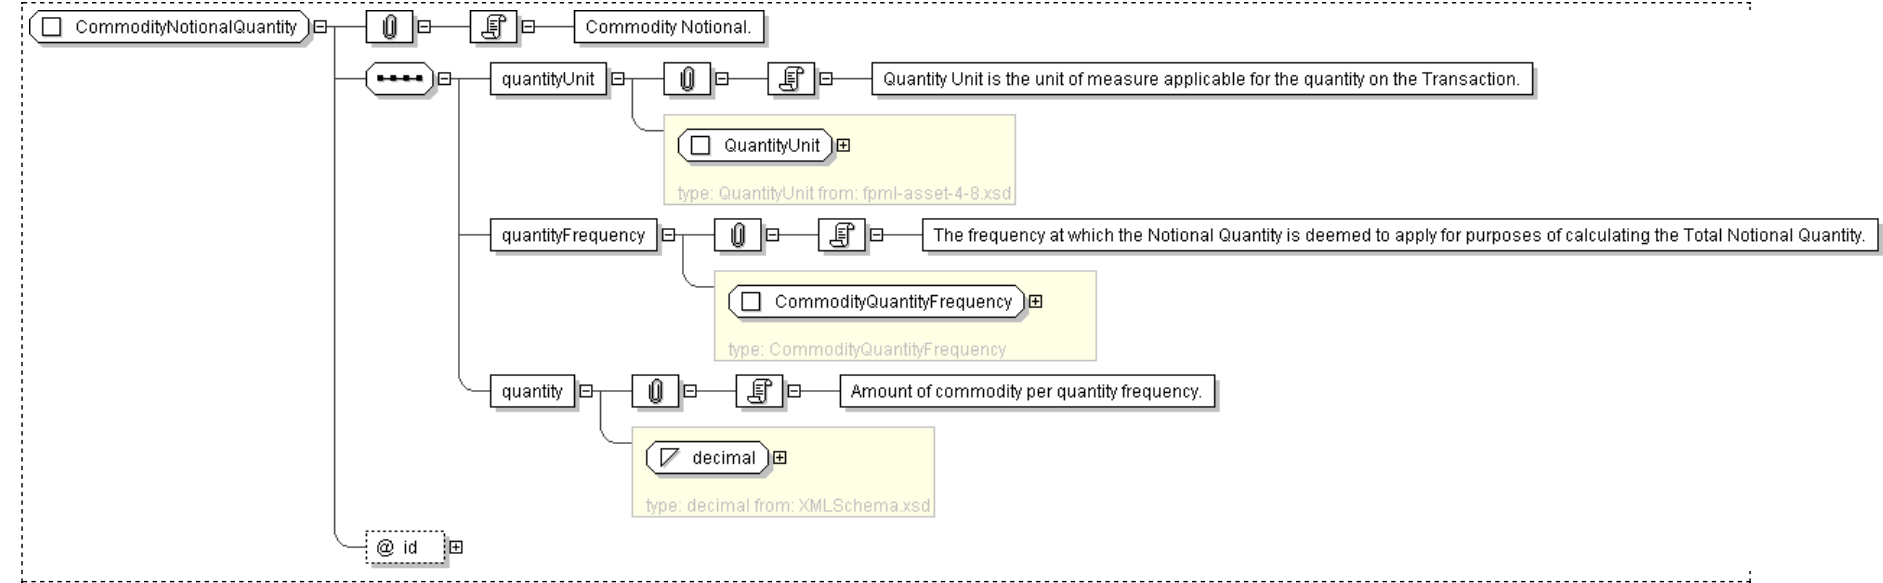 CommodityNotionalQuantity
Commodity Notional.
quantityUnit
Quantity Unit is the unit of measure applicable for the quantity on the Transaction.
QuantityUnit
type: QuantityUnit from: fpml-asset-4-8.xsd
quantityFrequency
The frequency at which the Notional Quantity is deemed to apply for purposes of calculating the Total Notional Quantity.
CommodityQuantityFrequency
type: CommodityQuantityFrequency
quantity
Amount of commodity per quantity frequency.
decimal
type: decimal from: XMLSchema.xsd
@ id